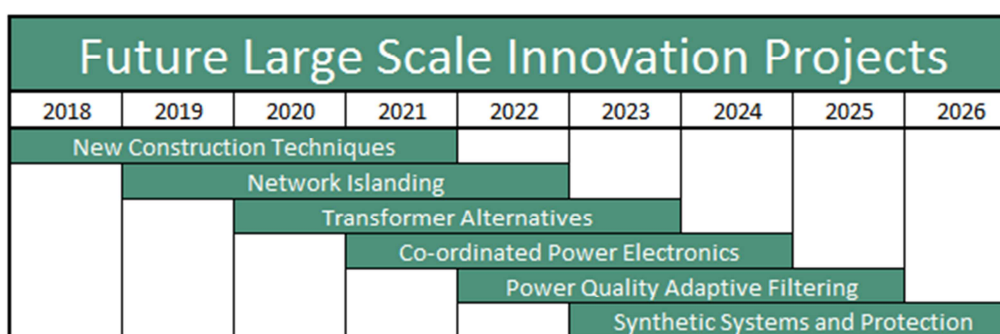 Future Large Scale Innovation Projects
2018 2019 2020 2021 2022 2023 2024 2025 2026
New Construction Techniques
Network Islanding
Transformer Alternatives
Co-ordinated Power Electronics
Power Quality Adaptive Filtering
Synthetic Systems and Protection